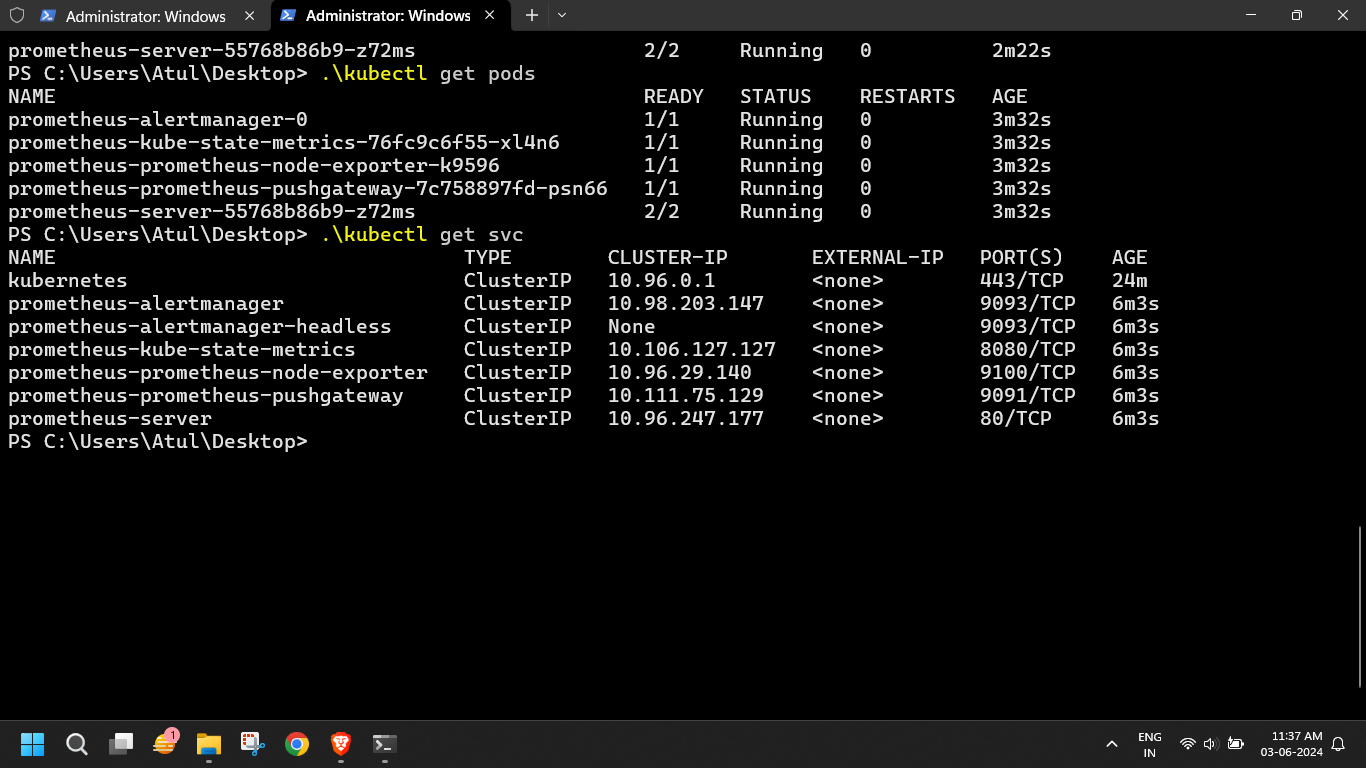 Administrator: Windows
Administrator: Windows
prometheus-server-55768b86b9-z72ms 2/2 Running 0 2m22s
PS C:\Users\Atul\Desktop> .\kubectl get pods
NAME READY STATUS RESTARTS AGE
prometheus-alertmanager-0 1/1 Running 0 3m32s
prometheus-kube-state-metrics-76fc9c6f55-xl4n6 1/1 Running 0 3m32s
prometheus-prometheus-node-exporter-k9596 1/1 Running 0 3m32s
prometheus-prometheus-pushgateway-7c758897fd-psn66 1/1 Running 0 3m32s
prometheus-server-55768b86b9-z72ms 2/2 Running 0 3m32s
PS C:\Users\Atul\Desktop> .\kubectl get svc
NAME TYPE CLUSTER-IP EXTERNAL-IP PORT(S) AGE
kubernetes ClusterIP 10.96.0.1 <none> 443/TCP 24m
prometheus-alertmanager ClusterIP 10.98.203.147 <none> 9093/TCP 6m3s
prometheus-alertmanager-headless ClusterIP None <none> 9093/TCP 6m3s
prometheus-kube-state-metrics ClusterIP 10.106.127.127 <none> 8080/TCP 6m3s
prometheus-prometheus-node-exporter ClusterIP 10.96.29.140 <none> 9100/TCP 6m3s
prometheus-prometheus-pushgateway ClusterIP 10.111.75.129 <none> 9091/TCP 6m3s
prometheus-server ClusterIP 10.96.247.177 <none> 80/TCP 6m3s
PS C:\Users\Atul\Desktop>
1
ENG
IN
11:37 AM
03-06-2024